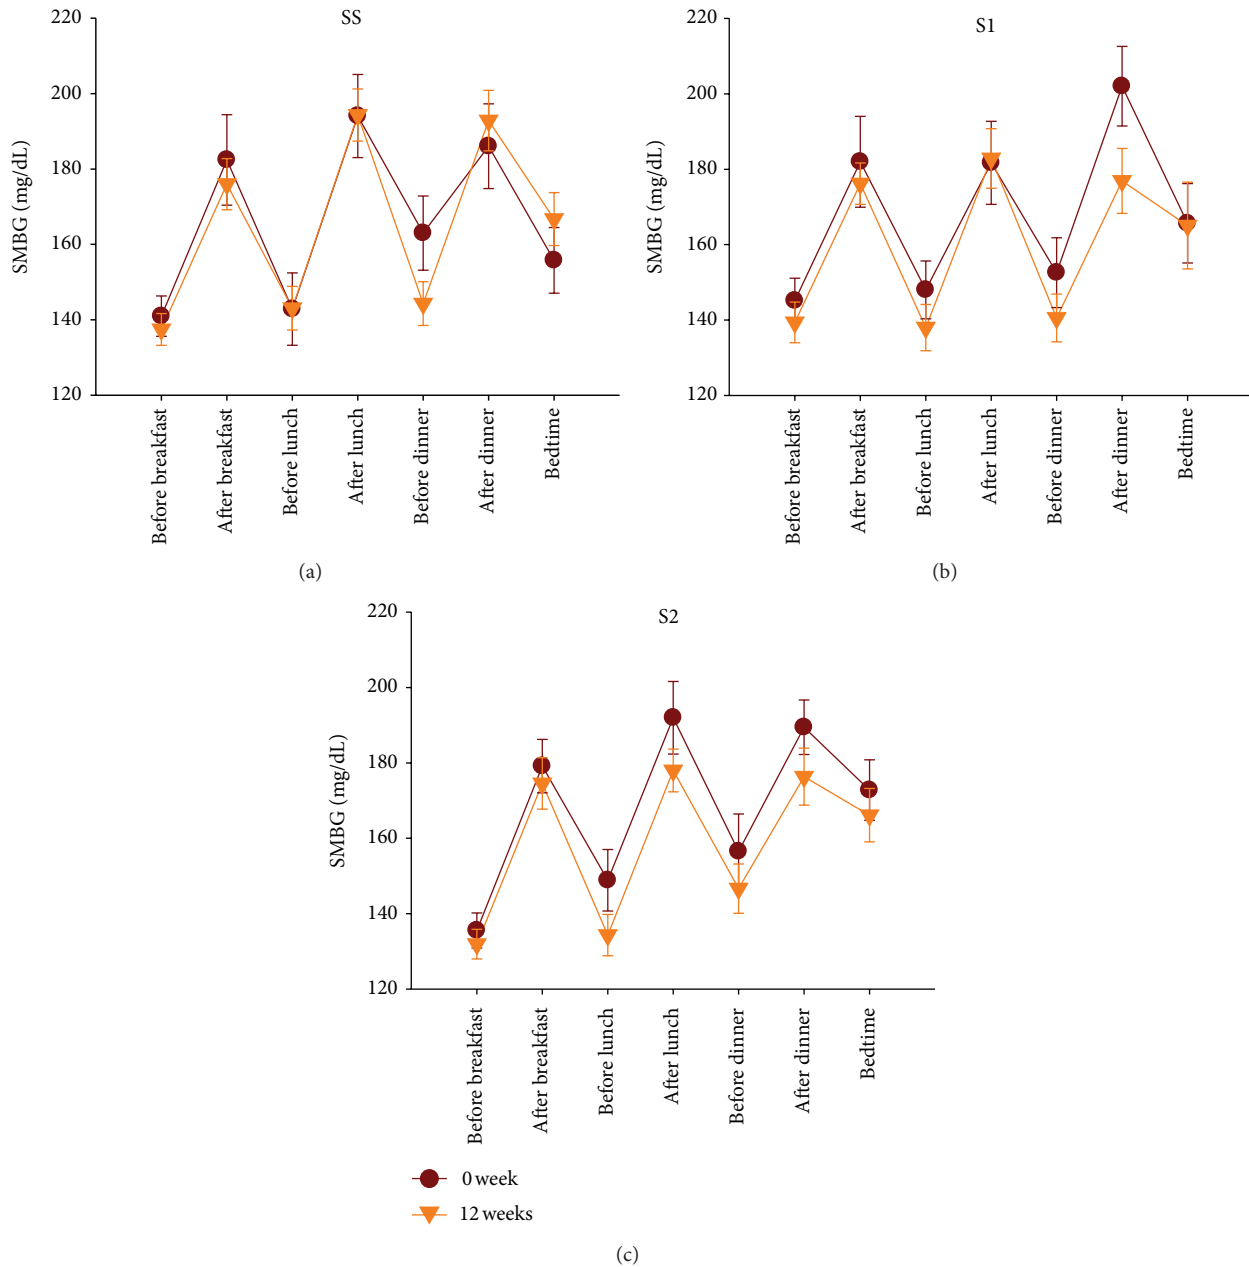 SS
220
200
180
160
140
120
SMBG (mg/dL)
Before breakfast
After breakfast
Before lunch
After lunch
Before dinner
After dinner
Bedtime
(a)
S1
220
200
180
160
140
120
SMBG (mg/dL)
Before breakfast
After breakfast
Before lunch
After lunch
Before dinner
After dinner
Bedtime
(b)
S2
220
200
180
160
140
120
SMBG (mg/dL)
Before breakfast
After breakfast
Before lunch
After lunch
Before dinner
After dinner
Bedtime
0 week
12 weeks
(c)